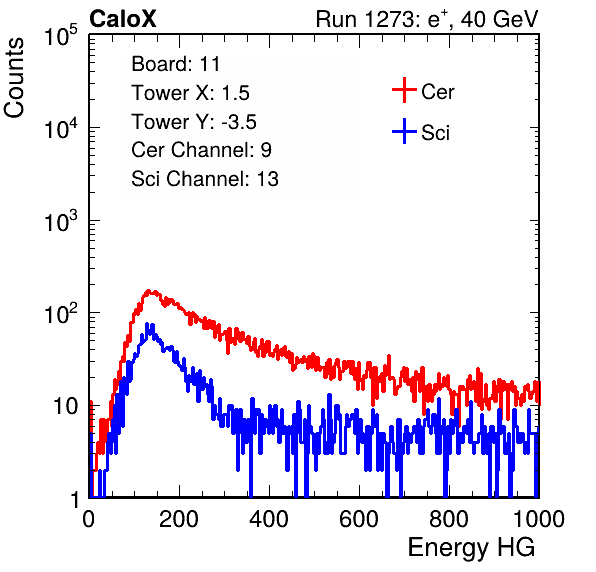 CaloX Run 1273: e⁺, 40 GeV
Counts
Board: 11
Tower X: 1.5
Tower Y: -3.5
Cer Channel: 9
Sci Channel: 13
Cer
Sci
10⁵
10⁴
10³
10²
10
1
0 200 400 600 800 1000
Energy HG